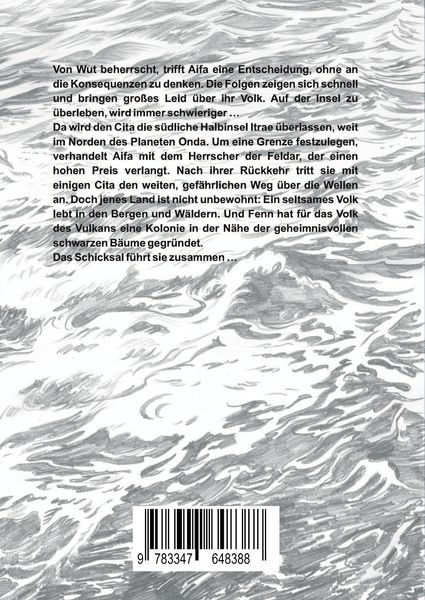 Von Wut beherrscht, trifft Aifa eine Entscheidung, ohne an
die Konsequenzen zu denken. Die Folgen zeigen sich schnell
und bringen großes Leid über ihr Volk. Auf der Insel zu
überleben, wird immer schwieriger …
Da wird den Cita die südliche Halbinsel Itrae überlassen, weit
im Norden des Planeten Onda. Um eine Grenze festzulegen,
verhandelt Aifa mit dem Herrscher der Feldar, der einen
hohen Preis verlangt. Nach ihrer Rückkehr tritt sie mit
einigen Cita den weiten, gefährlichen Weg über die Wellen
an. Doch jenes Land ist nicht unbewohnt: Ein seltsames Volk
lebt in den Bergen und Wäldern. Und Fenn hat für das Volk
des Vulkans eine Kolonie in der Nähe der geheimnisvollen
schwarzen Bäume gegründet.
Das Schicksal führt sie zusammen …
9 783347 648388